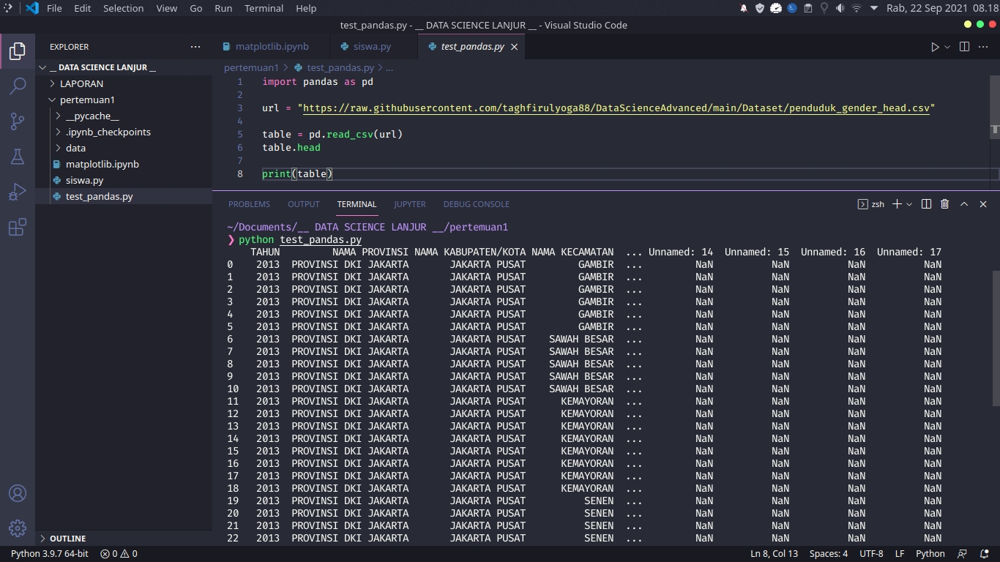 File Edit Selection View Go Run Terminal Help Rab, 22 Sep 2021 08.18
test_pandas.py - __ DATA SCIENCE LANJUR __ - Visual Studio Code
EXPLORER ...
matplotlib.ipynb siswa.py test_pandas.py
__ DATA SCIENCE LANJUR __
LAPORAN
pertemuan1
__pycache__
.ipynb_checkpoints
data
matplotlib.ipynb
siswa.py
test_pandas.py
OUTLINE
pertemuan1 > test_pandas.py > ...
1 import pandas as pd
2
3 url = "https://raw.githubusercontent.com/taghfirulyoga88/DataScienceAdvanced/main/Dataset/penduduk_gender_head.csv"
4
5 table = pd.read_csv(url)
6 table.head
7
8 print(table)
PROBLEMS OUTPUT TERMINAL JUPYTER DEBUG CONSOLE zsh
~/Documents/__ DATA SCIENCE LANJUR __/pertemuan1
❯ python test_pandas.py
TAHUN NAMA PROVINSI NAMA KABUPATEN/KOTA NAMA KECAMATAN ... Unnamed: 14 Unnamed: 15 Unnamed: 16 Unnamed: 17
0 2013 PROVINSI DKI JAKARTA JAKARTA PUSAT GAMBIR ... NaN NaN NaN NaN
1 2013 PROVINSI DKI JAKARTA JAKARTA PUSAT GAMBIR ... NaN NaN NaN NaN
2 2013 PROVINSI DKI JAKARTA JAKARTA PUSAT GAMBIR ... NaN NaN NaN NaN
3 2013 PROVINSI DKI JAKARTA JAKARTA PUSAT GAMBIR ... NaN NaN NaN NaN
4 2013 PROVINSI DKI JAKARTA JAKARTA PUSAT GAMBIR ... NaN NaN NaN NaN
5 2013 PROVINSI DKI JAKARTA JAKARTA PUSAT GAMBIR ... NaN NaN NaN NaN
6 2013 PROVINSI DKI JAKARTA JAKARTA PUSAT SAWAH BESAR ... NaN NaN NaN NaN
7 2013 PROVINSI DKI JAKARTA JAKARTA PUSAT SAWAH BESAR ... NaN NaN NaN NaN
8 2013 PROVINSI DKI JAKARTA JAKARTA PUSAT SAWAH BESAR ... NaN NaN NaN NaN
9 2013 PROVINSI DKI JAKARTA JAKARTA PUSAT SAWAH BESAR ... NaN NaN NaN NaN
10 2013 PROVINSI DKI JAKARTA JAKARTA PUSAT SAWAH BESAR ... NaN NaN NaN NaN
11 2013 PROVINSI DKI JAKARTA JAKARTA PUSAT KEMAYORAN ... NaN NaN NaN NaN
12 2013 PROVINSI DKI JAKARTA JAKARTA PUSAT KEMAYORAN ... NaN NaN NaN NaN
13 2013 PROVINSI DKI JAKARTA JAKARTA PUSAT KEMAYORAN ... NaN NaN NaN NaN
14 2013 PROVINSI DKI JAKARTA JAKARTA PUSAT KEMAYORAN ... NaN NaN NaN NaN
15 2013 PROVINSI DKI JAKARTA JAKARTA PUSAT KEMAYORAN ... NaN NaN NaN NaN
16 2013 PROVINSI DKI JAKARTA JAKARTA PUSAT KEMAYORAN ... NaN NaN NaN NaN
17 2013 PROVINSI DKI JAKARTA JAKARTA PUSAT KEMAYORAN ... NaN NaN NaN NaN
18 2013 PROVINSI DKI JAKARTA JAKARTA PUSAT KEMAYORAN ... NaN NaN NaN NaN
19 2013 PROVINSI DKI JAKARTA JAKARTA PUSAT SENEN ... NaN NaN NaN NaN
20 2013 PROVINSI DKI JAKARTA JAKARTA PUSAT SENEN ... NaN NaN NaN NaN
21 2013 PROVINSI DKI JAKARTA JAKARTA PUSAT SENEN ... NaN NaN NaN NaN
22 2013 PROVINSI DKI JAKARTA JAKARTA PUSAT SENEN ... NaN NaN NaN NaN
Python 3.9.7 64-bit 0 0 Ln 8, Col 13 Spaces: 4 UTF-8 LF Python